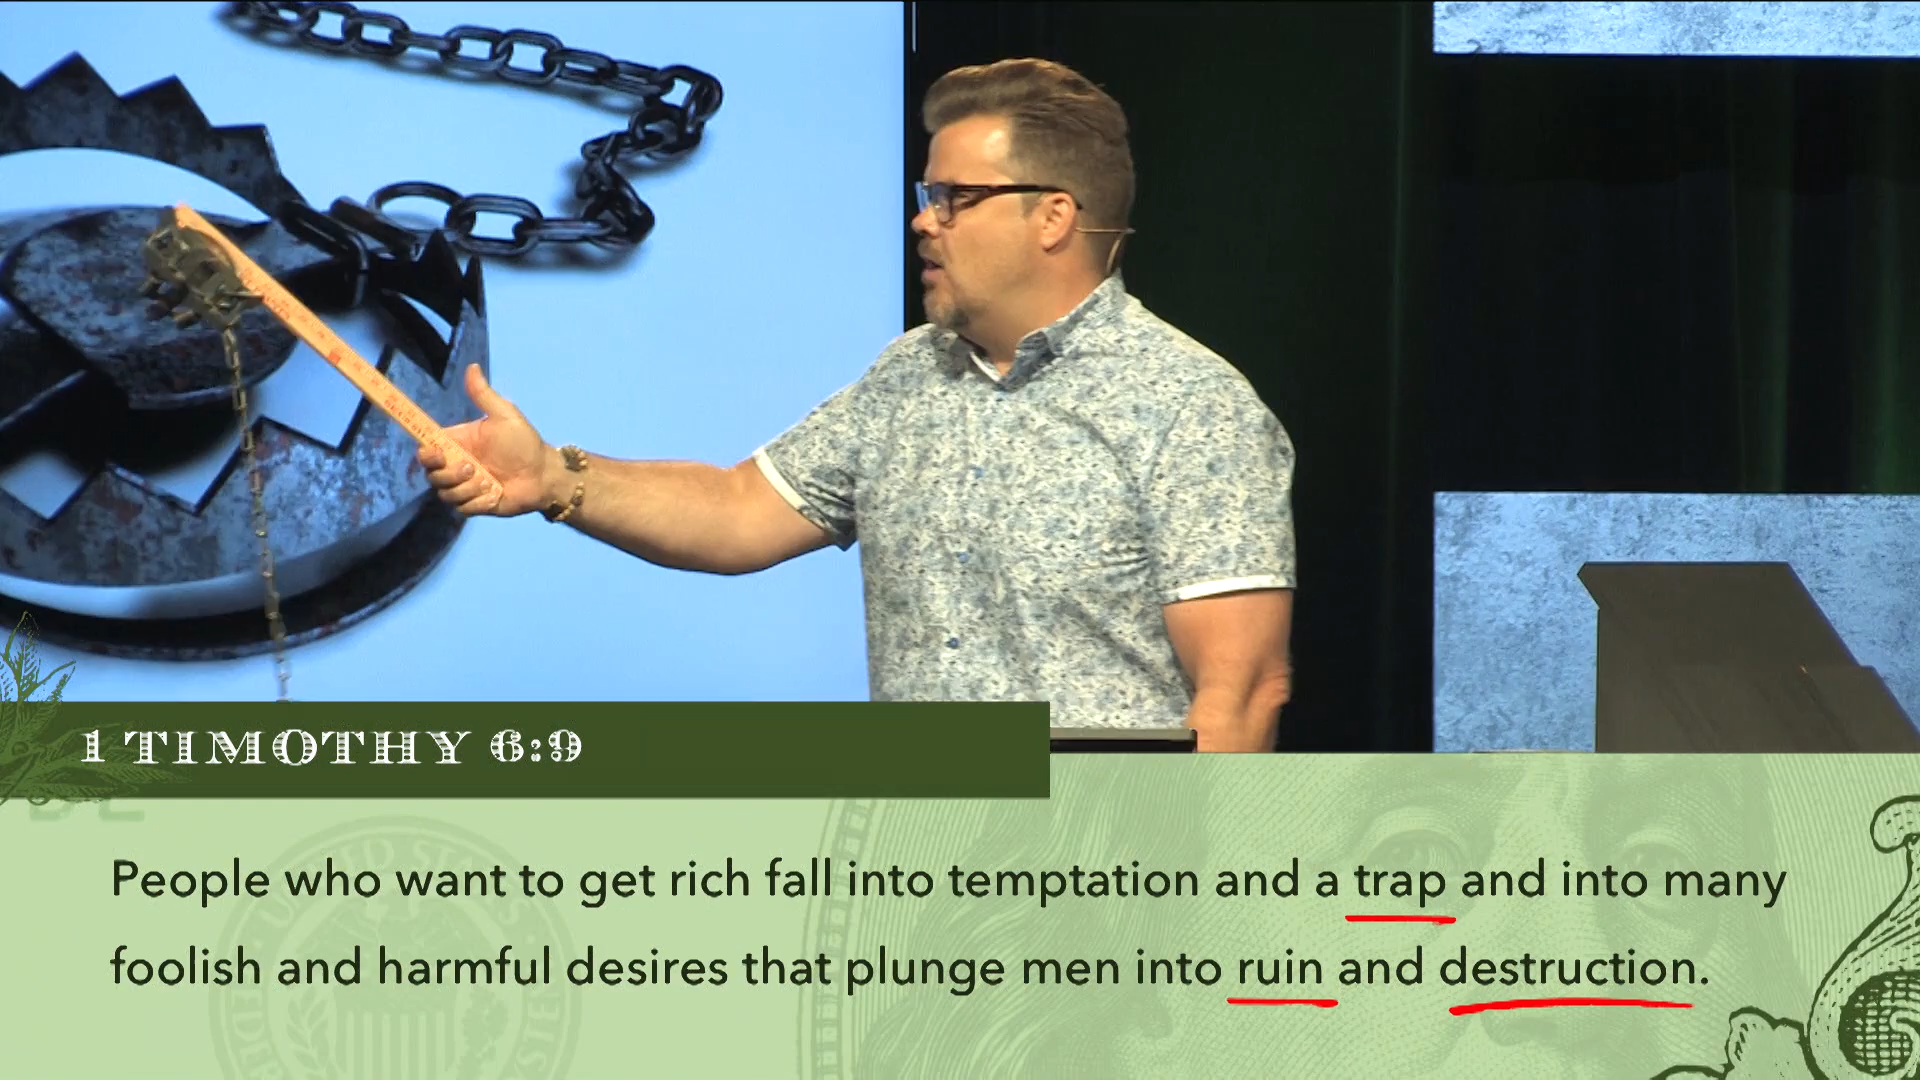 1 TIMOTHY 6:9
People who want to get rich fall into temptation and a trap and into many
foolish and harmful desires that plunge men into ruin and destruction.